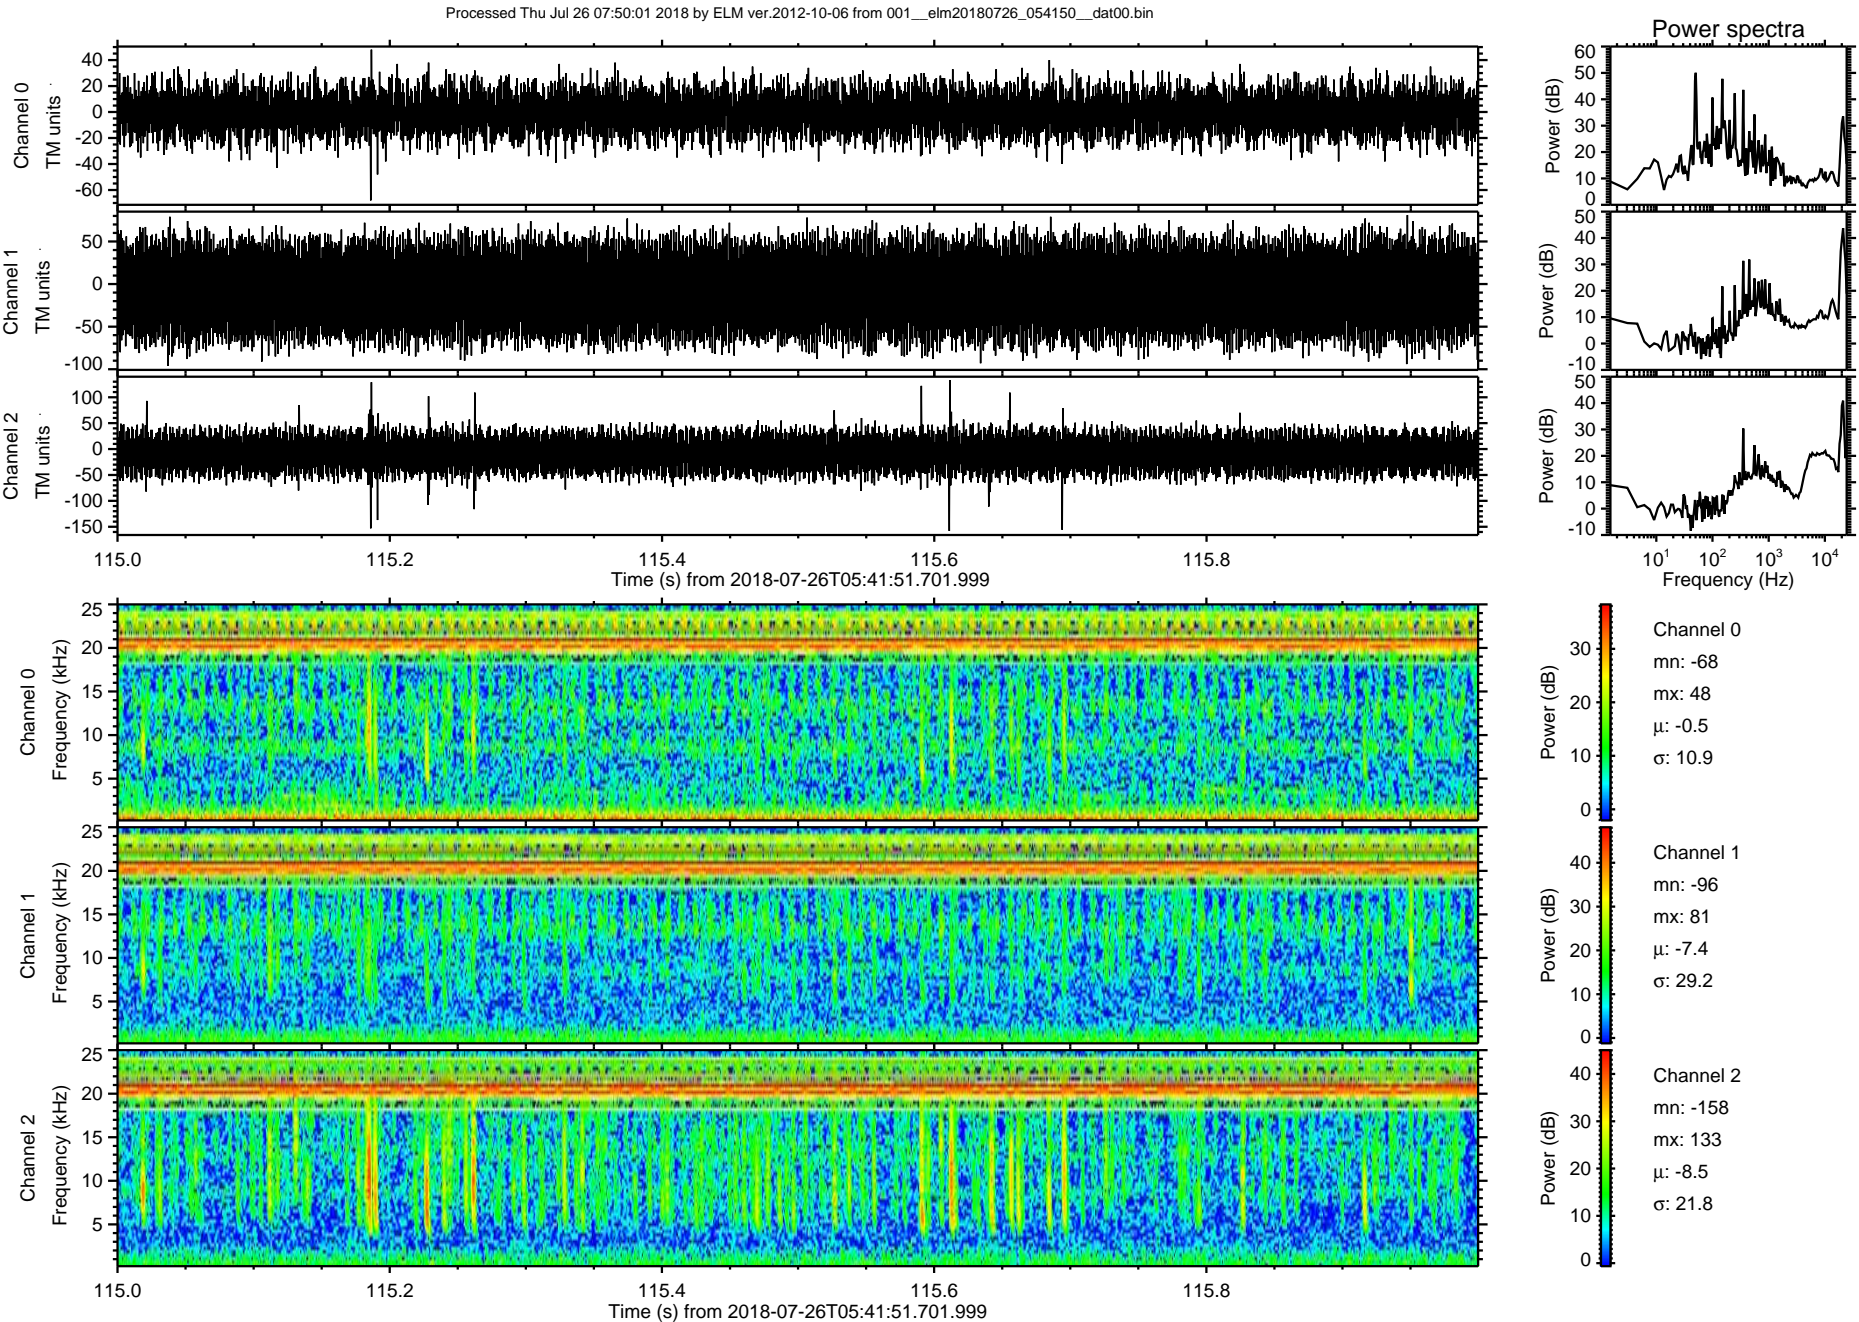 Processed Thu Jul 26 07:50:01 2018 by ELM ver.2012-10-06 from 001__elm20180726_054150__dat00.bin
Power spectra
Channel 0
TM units
40
20
0
-20
-40
-60
Power (dB)
60
50
40
30
20
10
0
Channel 1
TM units
50
0
-50
-100
Power (dB)
50
40
30
20
10
0
-10
Channel 2
TM units
100
50
0
-50
-100
-150
Power (dB)
50
40
30
20
10
0
-10
115.0 115.2 115.4 115.6 115.8
Time (s) from 2018-07-26T05:41:51.701.999
10^1 10^2 10^3 10^4
Frequency (Hz)
Channel 0
Frequency (kHz)
25
20
15
10
5
Power (dB)
30
20
10
0
Channel 0
mn: -68
mx: 48
µ: -0.5
σ: 10.9
Channel 1
Frequency (kHz)
25
20
15
10
5
Power (dB)
40
30
20
10
0
Channel 1
mn: -96
mx: 81
µ: -7.4
σ: 29.2
Channel 2
Frequency (kHz)
25
20
15
10
5
Power (dB)
40
30
20
10
0
Channel 2
mn: -158
mx: 133
µ: -8.5
σ: 21.8
115.0 115.2 115.4 115.6 115.8
Time (s) from 2018-07-26T05:41:51.701.999